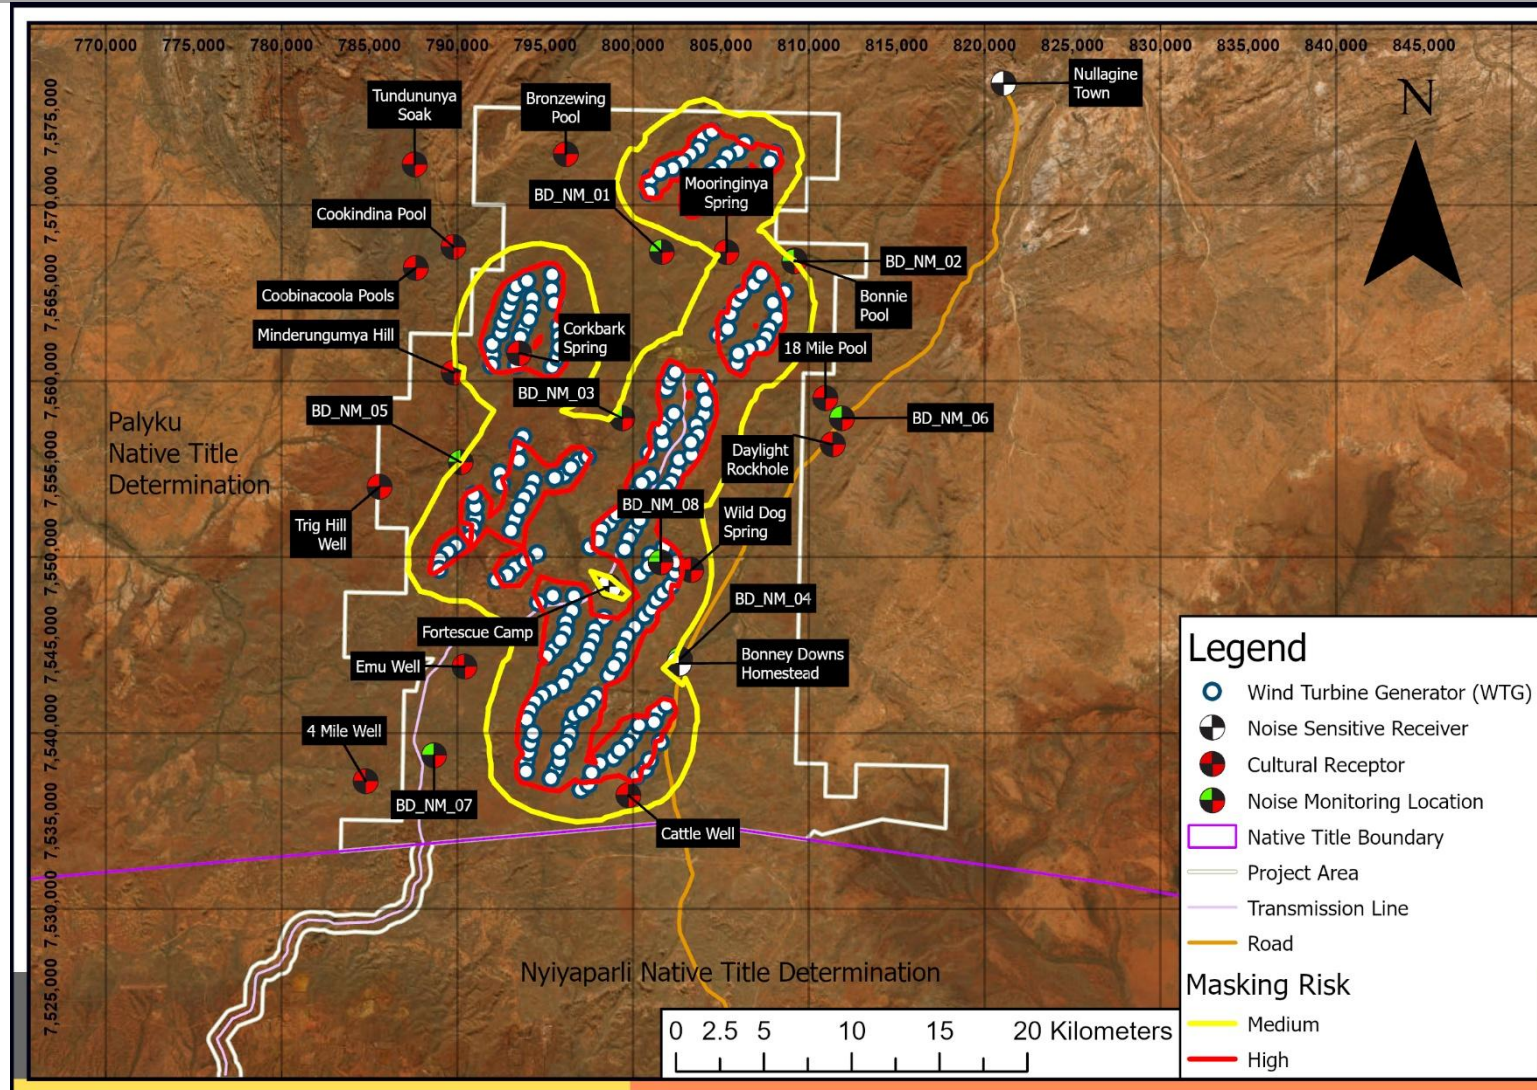 770,000 775,000 780,000 785,000 790,000 795,000 800,000 805,000 810,000 815,000 820,000 825,000 830,000 835,000 840,000 845,000
7,575,000
7,570,000
7,565,000
7,560,000
7,555,000
7,550,000
7,545,000
7,540,000
7,535,000
7,530,000
7,525,000
Nullagine
Town
N
Tundununya
Soak
Bronzewing
Pool
BD_NM_01
Mooringinya
Spring
Cookindina Pool
BD_NM_02
Coobinacoola Pools
Bonnie
Pool
Minderungumya Hill
Corkbark
Spring
18 Mile Pool
BD_NM_03
BD_NM_05
BD_NM_06
Palyku
Native Title
Determination
Daylight
Rockhole
BD_NM_08
Wild Dog
Spring
Trig Hill
Well
BD_NM_04
Fortescue Camp
Bonney Downs
Homestead
Emu Well
4 Mile Well
BD_NM_07
Cattle Well
Nyiyaparli Native Title Determination
0 2.5 5 10 15 20 Kilometers
Legend
Wind Turbine Generator (WTG)
Noise Sensitive Receiver
Cultural Receptor
Noise Monitoring Location
Native Title Boundary
Project Area
Transmission Line
Road
Masking Risk
Medium
High